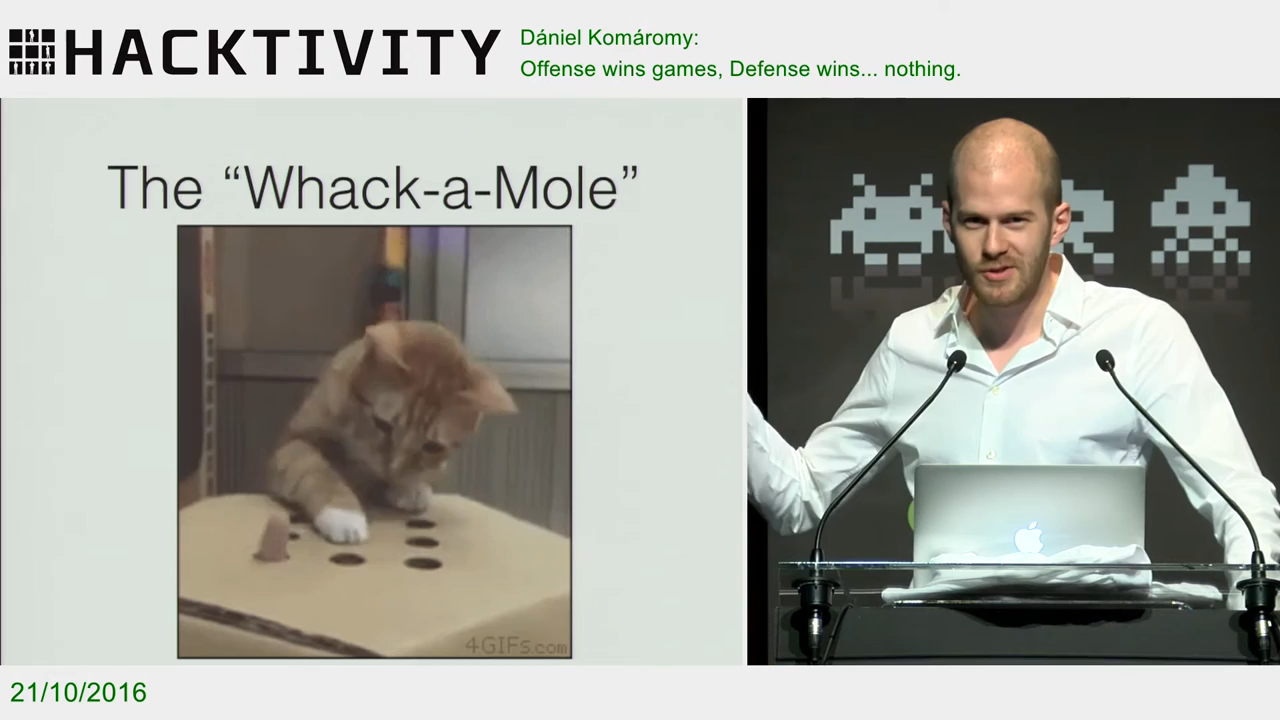 HACKTIVITY
Dániel Komáromy:
Offense wins games, Defense wins... nothing.
The “Whack-a-Mole”
4GIFs.com
21/10/2016